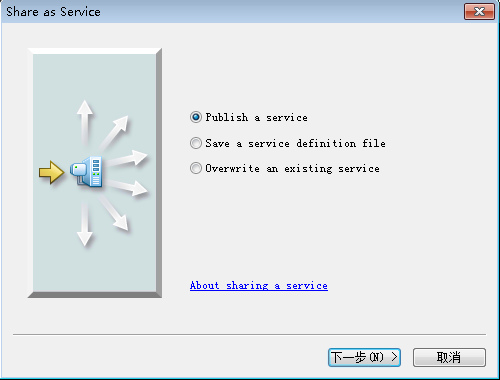 Share as Service
Publish a service
Save a service definition file
Overwrite an existing service
About sharing a service
下一步(N) >
取消